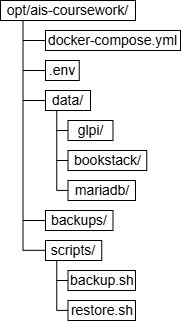 opt/ais-coursework/
docker-compose.yml
.env
data/
glpi/
bookstack/
mariadb/
backups/
scripts/
backup.sh
restore.sh